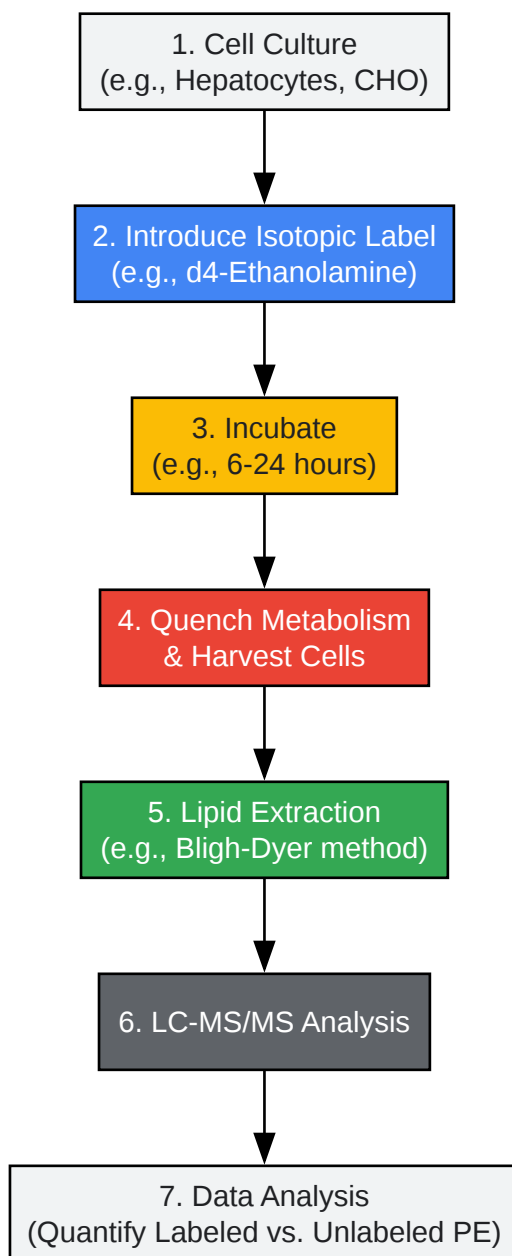 1. Cell Culture
(e.g., Hepatocytes, CHO)
2. Introduce Isotopic Label
(e.g., d4-Ethanolamine)
3. Incubate
(e.g., 6-24 hours)
4. Quench Metabolism
& Harvest Cells
5. Lipid Extraction
(e.g., Bligh-Dyer method)
6. LC-MS/MS Analysis
7. Data Analysis
(Quantify Labeled vs. Unlabeled PE)